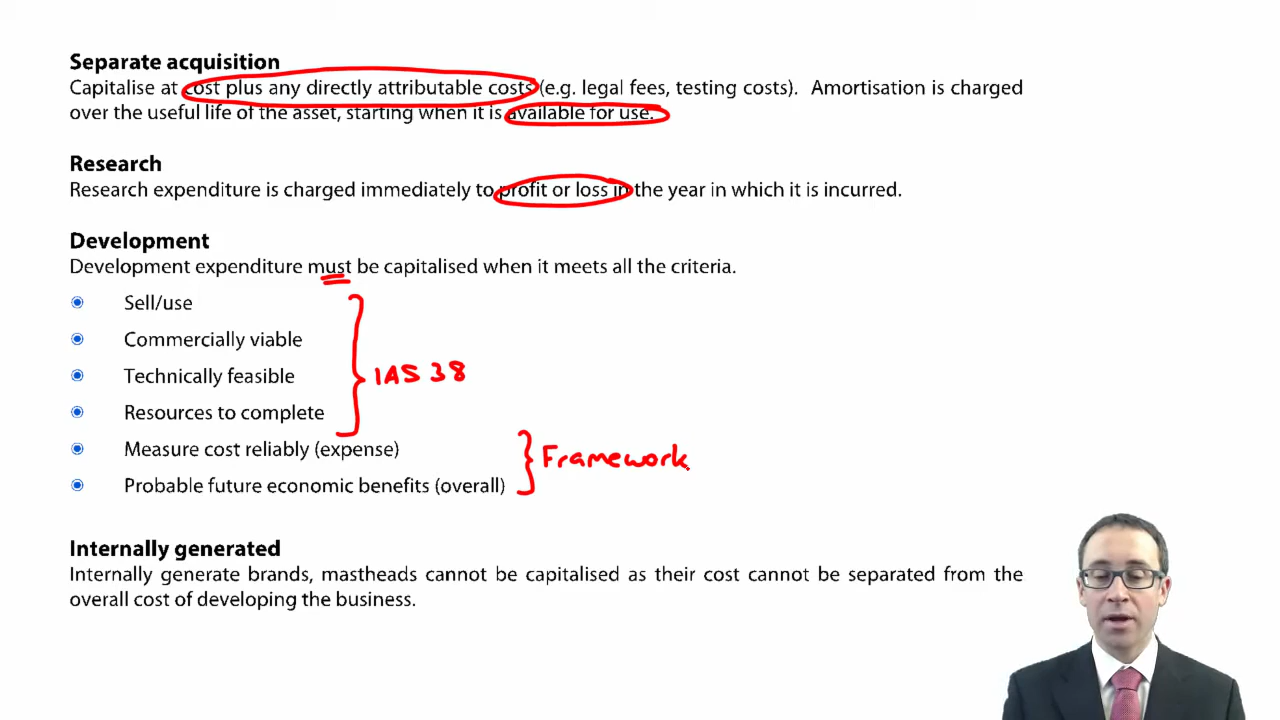 Separate acquisition
Capitalise at cost plus any directly attributable costs (e.g. legal fees, testing costs). Amortisation is charged
over the useful life of the asset, starting when it is available for use.
Research
Research expenditure is charged immediately to profit or loss in the year in which it is incurred.
Development
Development expenditure must be capitalised when it meets all the criteria.
Sell/use
Commercially viable
Technically feasible
IAS 38
Resources to complete
Measure cost reliably (expense)
Framework
Probable future economic benefits (overall)
Internally generated
Internally generate brands, mastheads cannot be capitalised as their cost cannot be separated from the
overall cost of developing the business.